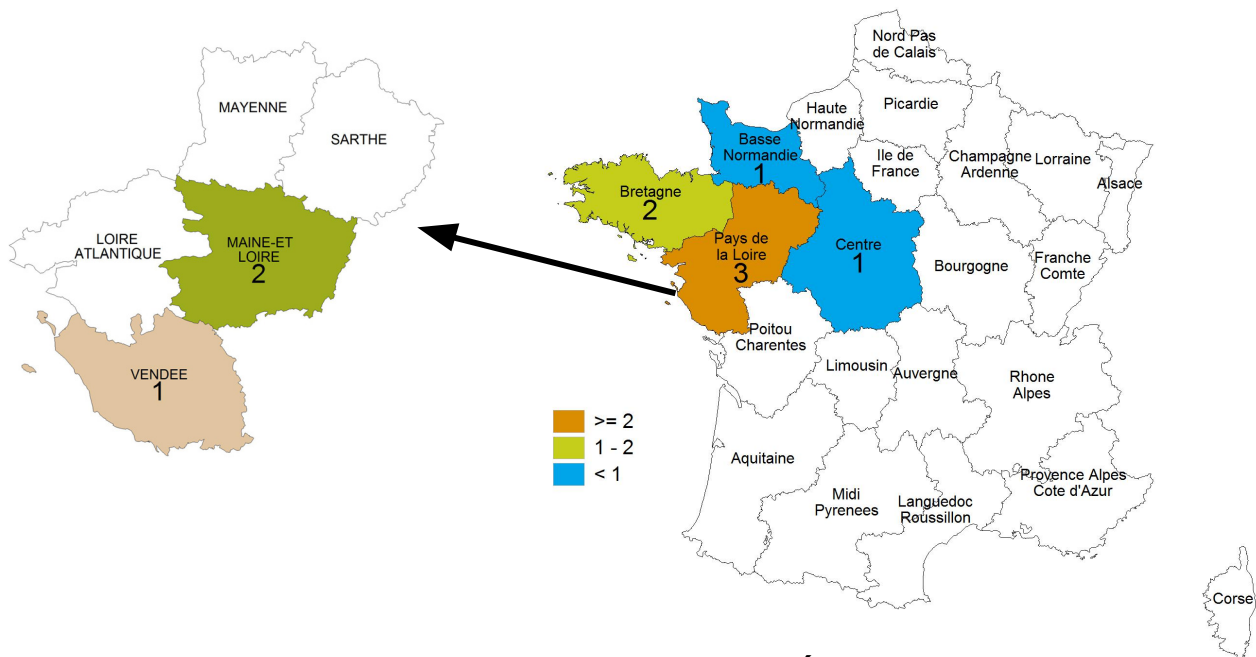 MAYENNE
SARTHE
LOIRE
ATLANTIQUE
MAINE-ET
LOIRE
2
VENDEE
1
Nord Pas
de Calais
Haute
Normandie
Picardie
Basse
Normandie
1
Ile de
France
Champagne
Ardenne
Lorraine
Alsace
Bretagne
2
Pays de
la Loire
3
Centre
1
Bourgogne
Franche
Comte
Poitou
Charentes
Limousin
Auvergne
Rhone
Alpes
>= 2
1 - 2
< 1
Aquitaine
Midi
Pyrenees
Languedoc
Roussillon
Provence Alpes
Cote d'Azur
Corse